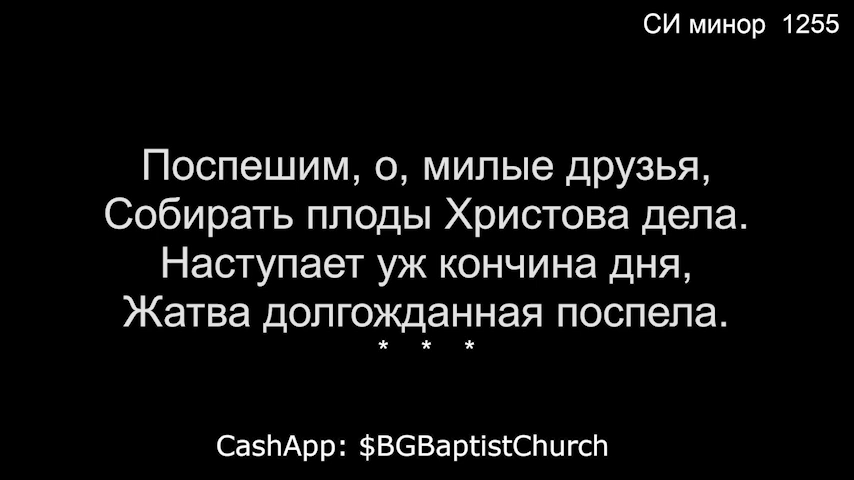 СИ минор 1255
Поспешим, о, милые друзья,
Собирать плоды Христова дела.
Наступает уж кончина дня,
Жатва долгожданная поспела.
* * *
CashApp: $BGBaptistChurch